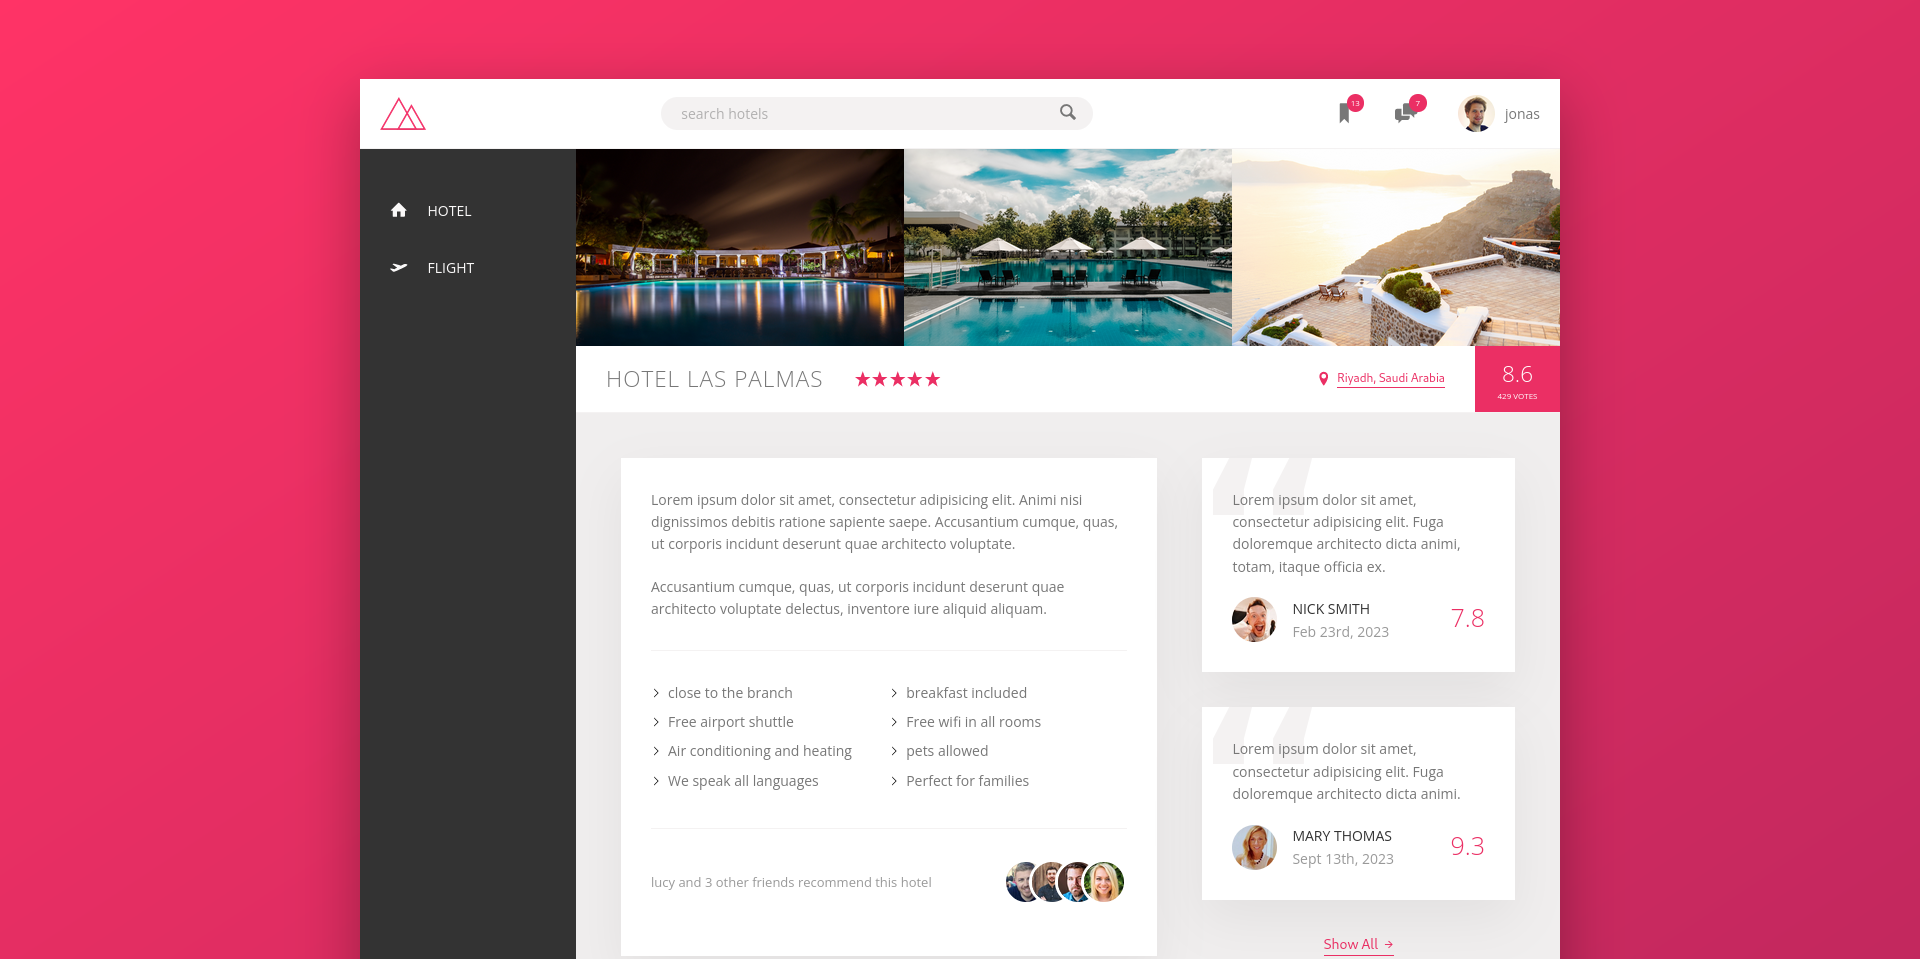 search hotels
13
7
jonas
HOTEL
FLIGHT
HOTEL LAS PALMAS
Riyadh, Saudi Arabia
8.6
429 VOTES
Lorem ipsum dolor sit amet, consectetur adipisicing elit. Animi nisi
dignissimos debitis ratione sapiente saepe. Accusantium cumque, quas,
ut corporis incidunt deserunt quae architecto voluptate.
Accusantium cumque, quas, ut corporis incidunt deserunt quae
architecto voluptate delectus, inventore iure aliquid aliquam.
close to the branch
breakfast included
Free airport shuttle
Free wifi in all rooms
Air conditioning and heating
pets allowed
We speak all languages
Perfect for families
lucy and 3 other friends recommend this hotel
Lorem ipsum dolor sit amet,
consectetur adipisicing elit. Fuga
doloremque architecto dicta animi,
totam, itaque officia ex.
NICK SMITH
Feb 23rd, 2023
7.8
Lorem ipsum dolor sit amet,
consectetur adipisicing elit. Fuga
doloremque architecto dicta animi.
MARY THOMAS
Sept 13th, 2023
9.3
Show All →